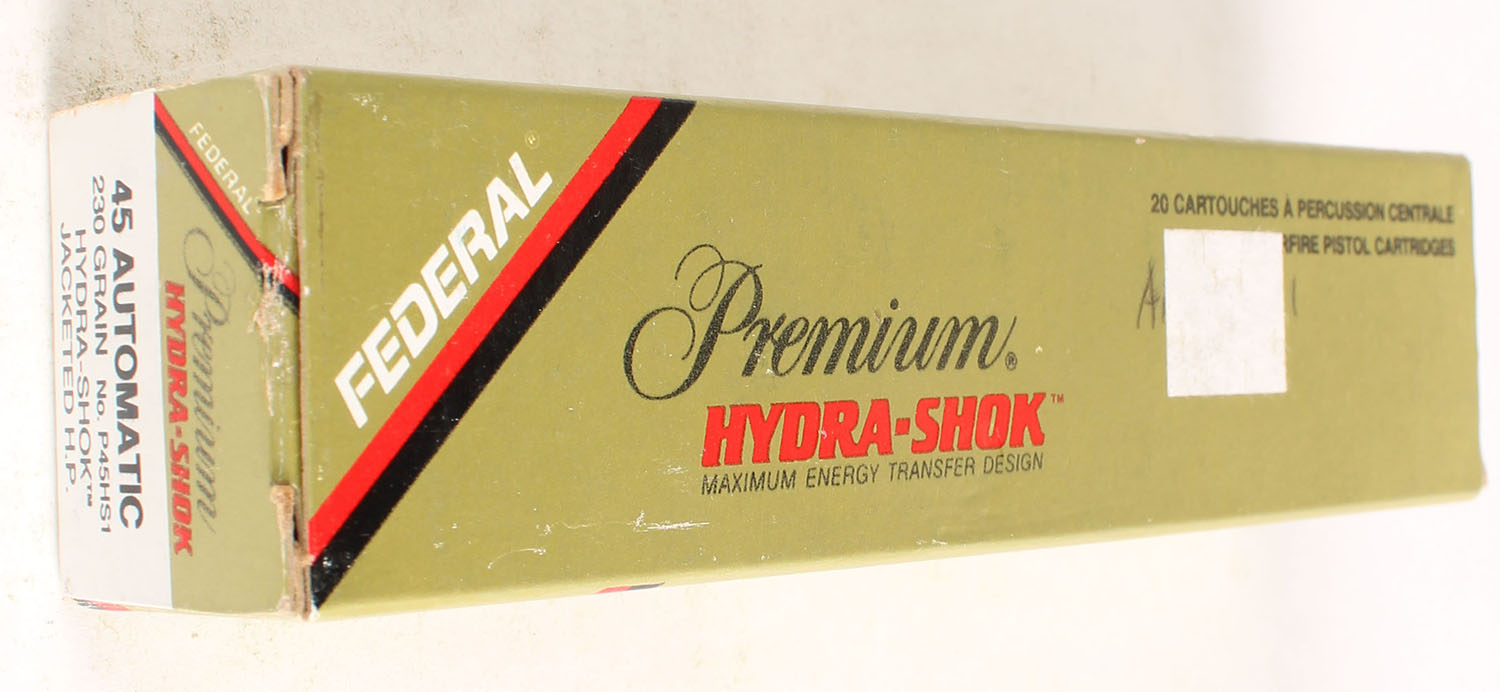 FEDERAL®
Premium®
HYDRA-SHOK™
MAXIMUM ENERGY TRANSFER DESIGN
20 CARTOUCHES À PERCUSSION CENTRALE
PISTOL CARTRIDGES
FEDERAL
Premium
HYDRA-SHOK
45 AUTOMATIC
230 GRAIN No. P45HS1
HYDRA-SHOK™
JACKETED H.P.